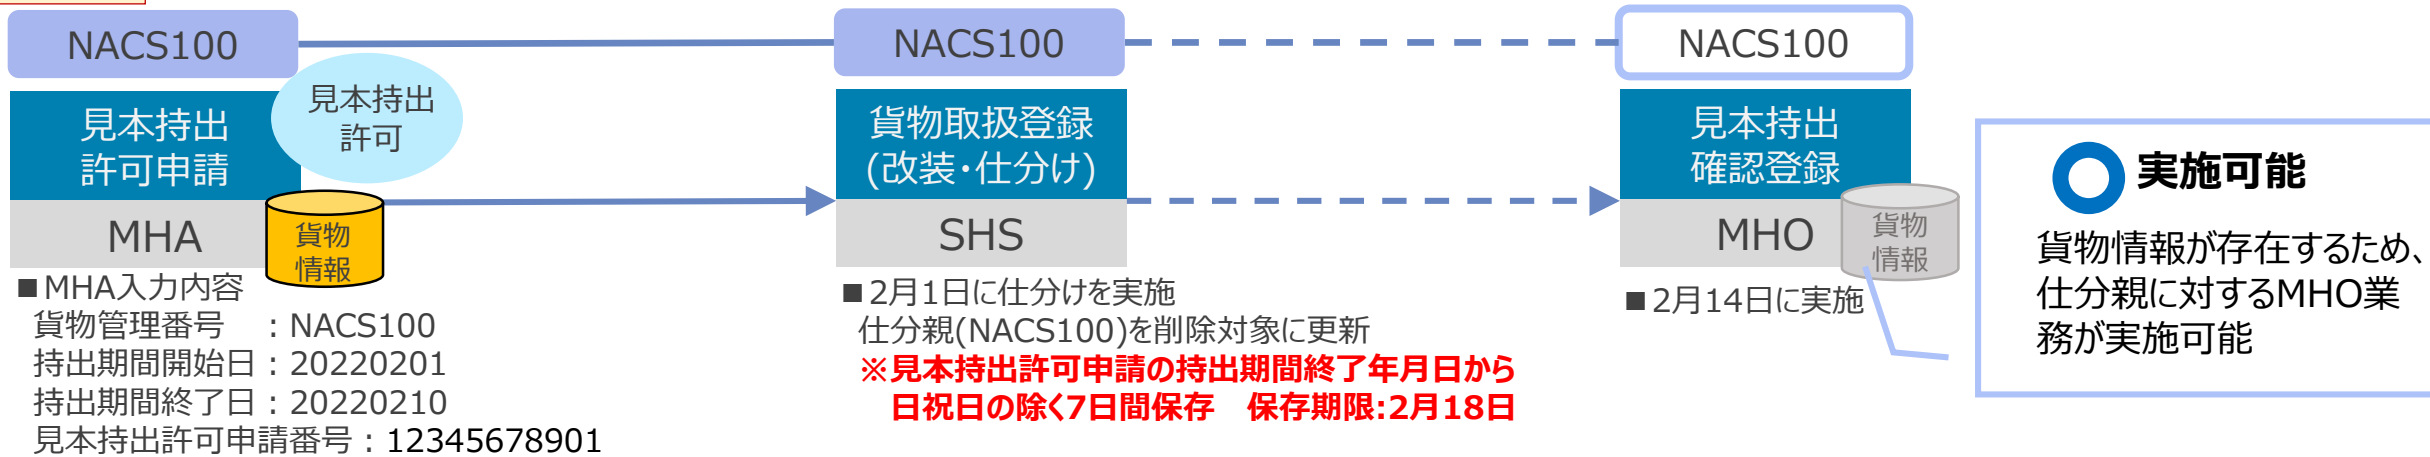 NACS100
見本持出
許可申請
見本持出
許可
MHA
貨物
情報
■MHA入力内容
貨物管理番号　：NACS100
持出期間開始日：20220201
持出期間終了日：20220210
見本持出許可申請番号：12345678901
NACS100
貨物取扱登録
(改装・仕分け)
SHS
■2月1日に仕分けを実施
仕分親(NACS100)を削除対象に更新
※見本持出許可申請の持出期間終了年月日から
日祝日の除く7日間保存　保存期限:2月18日
NACS100
見本持出
確認登録
MHO
貨物
情報
■2月14日に実施
実施可能
貨物情報が存在するため、
仕分親に対するMHO業
務が実施可能